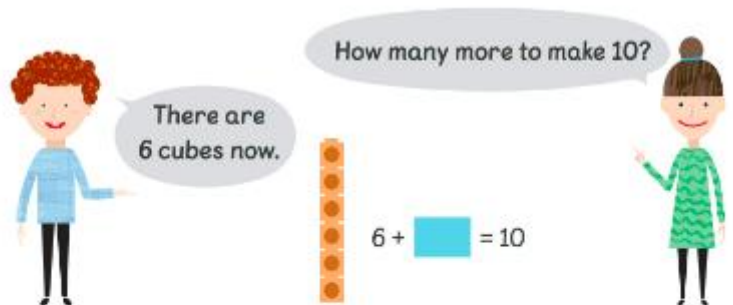 How many more to make 10?
There are
6 cubes now.
6 + = 10